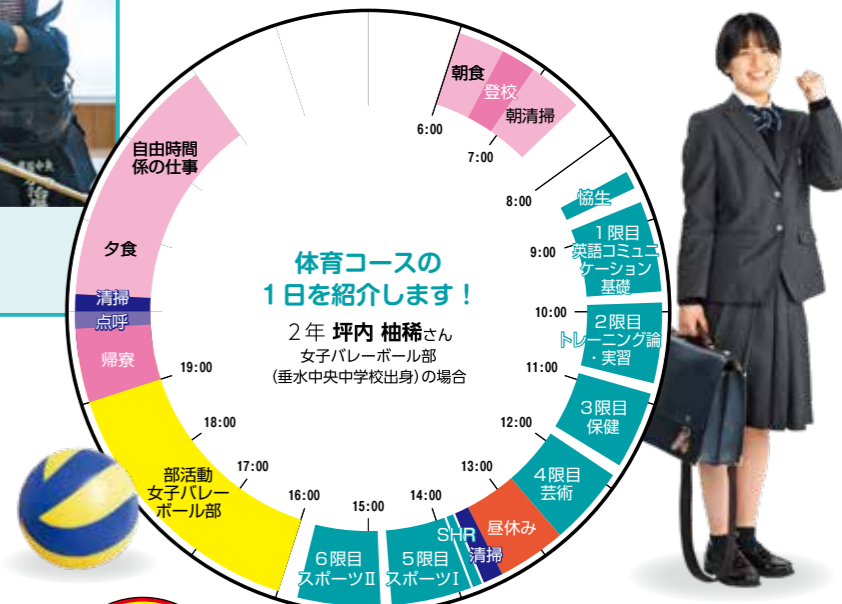 体育コースの
1日を紹介します！
２年 坪内 柚稀さん
女子バレーボール部
(垂水中央中学校出身)の場合
6:00
朝食
登校
朝清掃
7:00
8:00
協生
9:00
１限目
英語コミュニ
ケーション
基礎
10:00
２限目
トレーニング論
・実習
11:00
３限目
保健
12:00
４限目
芸術
13:00
昼休み
清掃
SHR
14:00
５限目
スポーツⅠ
15:00
６限目
スポーツⅡ
16:00
部活動
女子バレー
ボール部
17:00
18:00
19:00
帰寮
点呼
清掃
夕食
自由時間
係の仕事